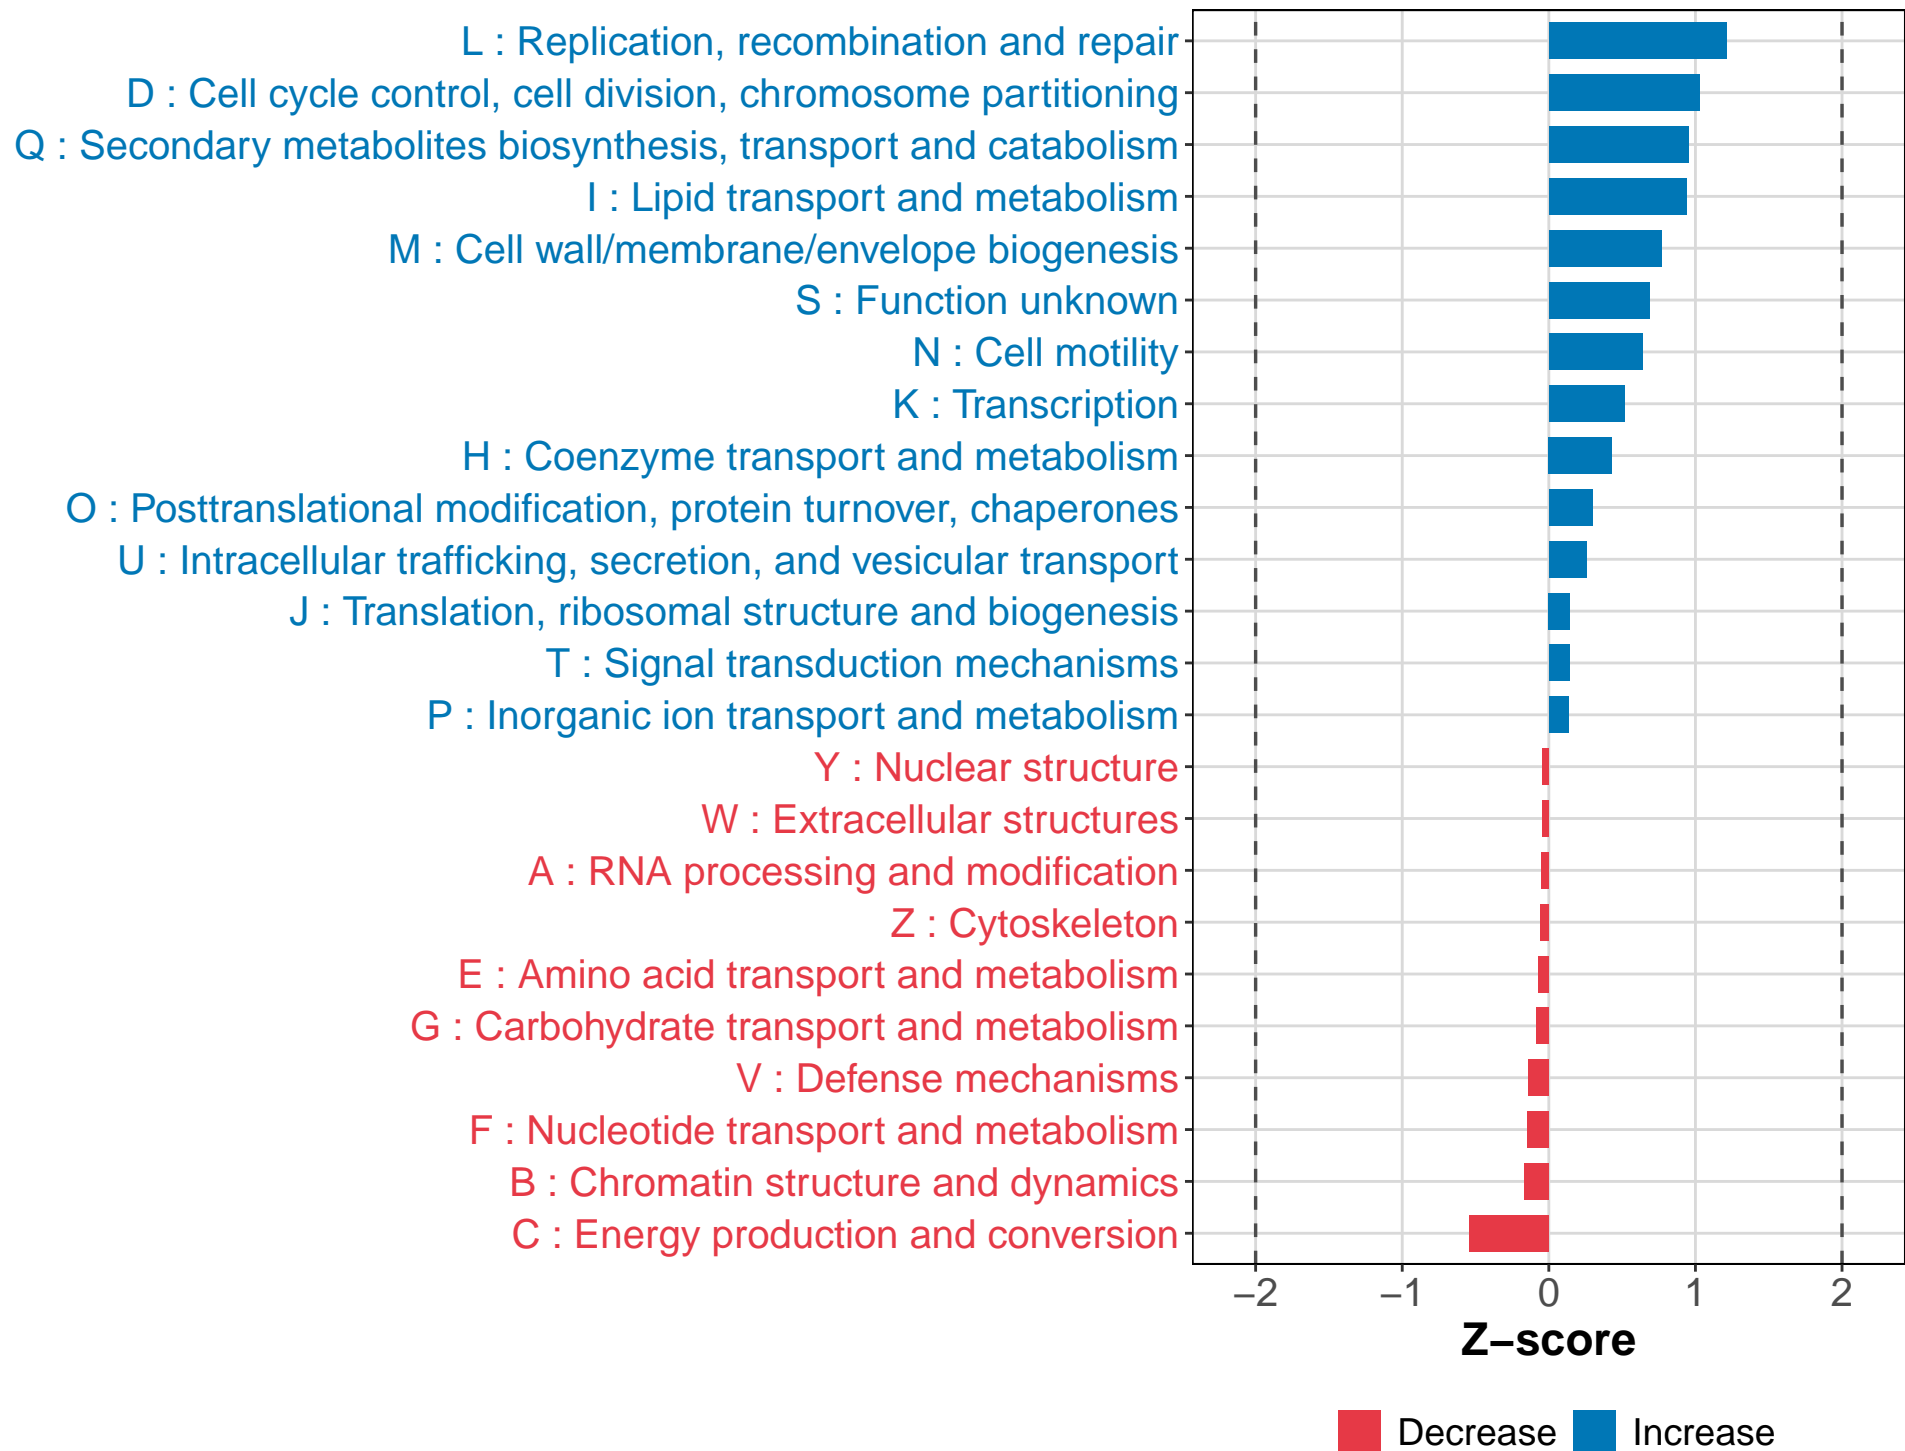 L : Replication, recombination and repair
D : Cell cycle control, cell division, chromosome partitioning
Q : Secondary metabolites biosynthesis, transport and catabolism
I : Lipid transport and metabolism
M : Cell wall/membrane/envelope biogenesis
S : Function unknown
N : Cell motility
K : Transcription
H : Coenzyme transport and metabolism
O : Posttranslational modification, protein turnover, chaperones
U : Intracellular trafficking, secretion, and vesicular transport
J : Translation, ribosomal structure and biogenesis
T : Signal transduction mechanisms
P : Inorganic ion transport and metabolism
Y : Nuclear structure
W : Extracellular structures
A : RNA processing and modification
Z : Cytoskeleton
E : Amino acid transport and metabolism
G : Carbohydrate transport and metabolism
V : Defense mechanisms
F : Nucleotide transport and metabolism
B : Chromatin structure and dynamics
C : Energy production and conversion
−2 −1 0 1 2
Z−score
Decrease Increase